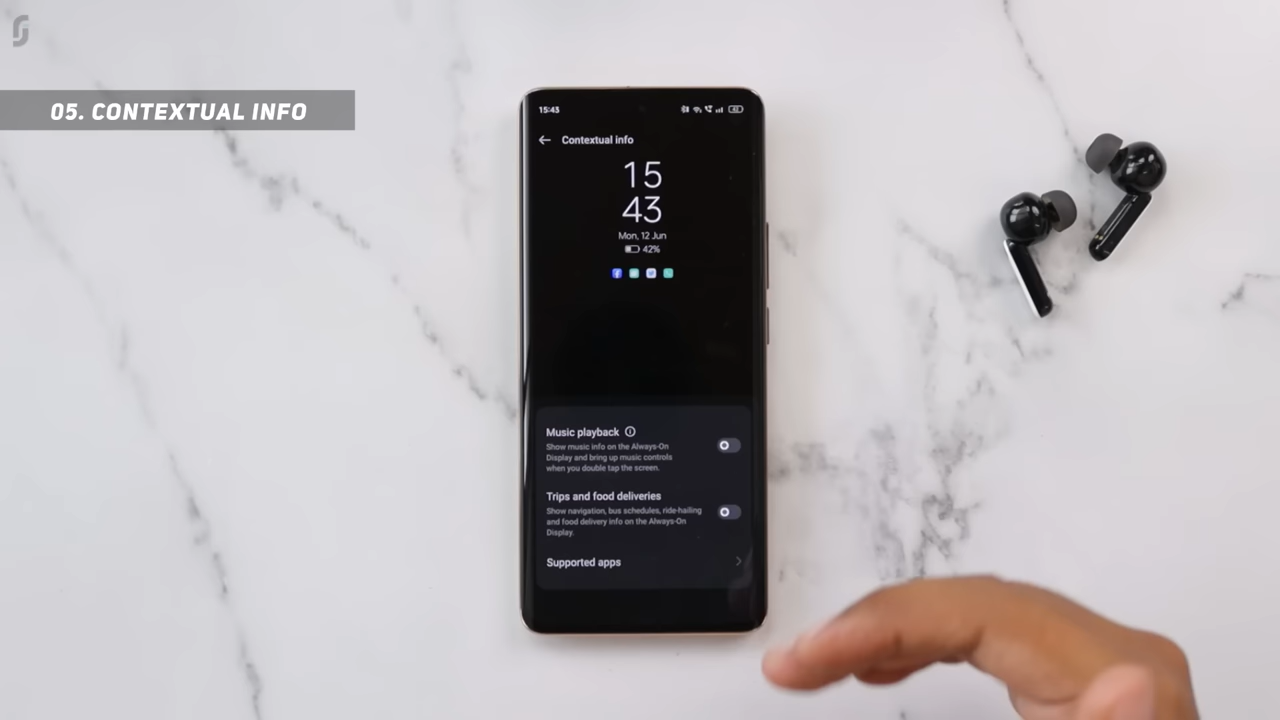 05. CONTEXTUAL INFO
15:43
42
Contextual info
15
43
Mon, 12 Jun
42%
Music playback
Show music info on the Always-On
Display and bring up music controls
when you double tap the screen.
Trips and food deliveries
Show navigation, bus schedules, ride-hailing
and food delivery info on the Always-On
Display.
Supported apps